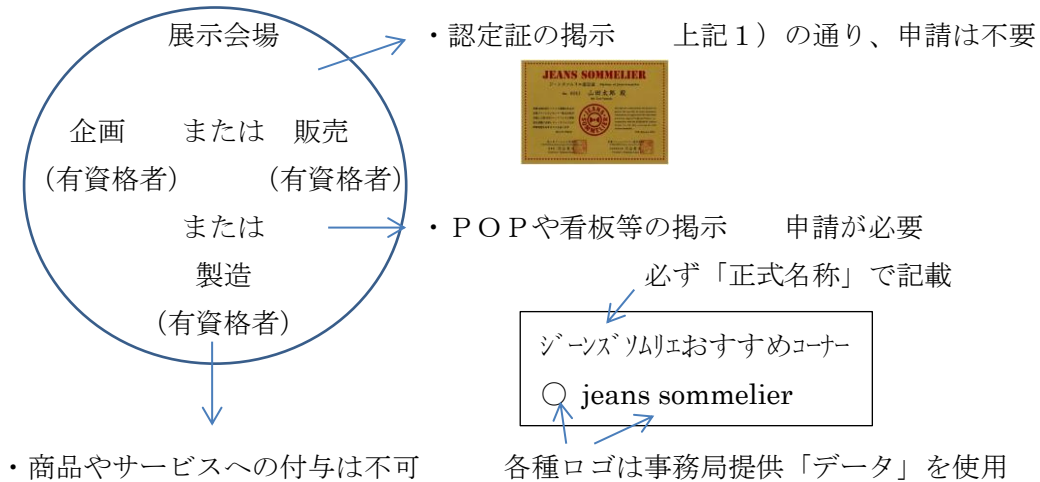 展示会場
・認定証の掲示 上記1)の通り、申請は不要
JEANS SOMMELIER
山田太郎 殿
企画 または 販売
(有資格者) (有資格者)
または
製造
(有資格者)
・POPや看板等の掲示 申請が必要
必ず「正式名称」で記載
ジーンズソムリエおすすめコーナー
○ jeans sommelier
・商品やサービスへの付与は不可
各種ロゴは事務局提供「データ」を使用